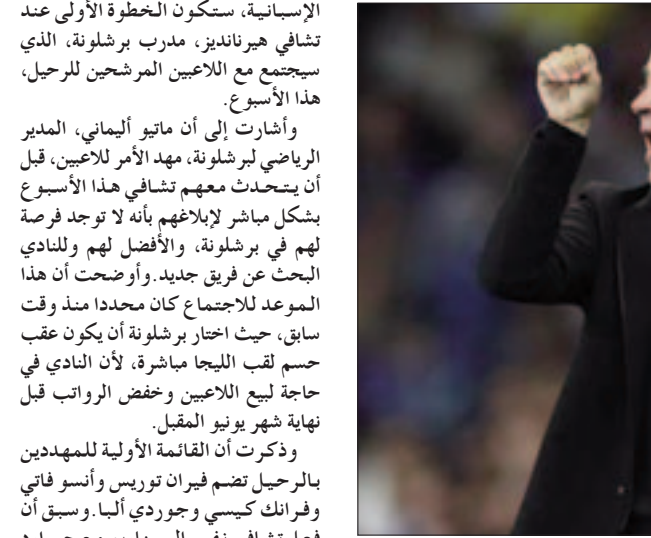 الإسبانية، ستكون الخطوة الأولى عند
تشافي هيرنانديز، مدرب برشلونة، الذي
سيجتمع مع اللاعبين المرشحين للرحيل،
هذا الأسبوع.
وأشارت إلى أن ماتيو أليماني، المدير
الرياضي لبرشلونة، مهد الأمر للاعبين، قبل
أن يتحدث معهم تشافي هذا الأسبوع
بشكل مباشر لإبلاغهم بأنه لا توجد فرصة
لهم في برشلونة، والأفضل لهم وللنادي
البحث عن فريق جديد.وأوضحت أن هذا
الموعد للاجتماع كان محددا منذ وقت
سابق، حيث اختار برشلونة أن يكون عقب
حسم لقب الليجا مباشرة، لأن النادي في
حاجة لبيع اللاعبين وخفض الرواتب قبل
نهاية شهر يونيو المقبل.
وذكرت أن القائمة الأولية للمهددين
بالرحيل تضم فيران توريس وأنسو فاتي
وفرانك كيسي وجوردي ألبا.وسبق أن